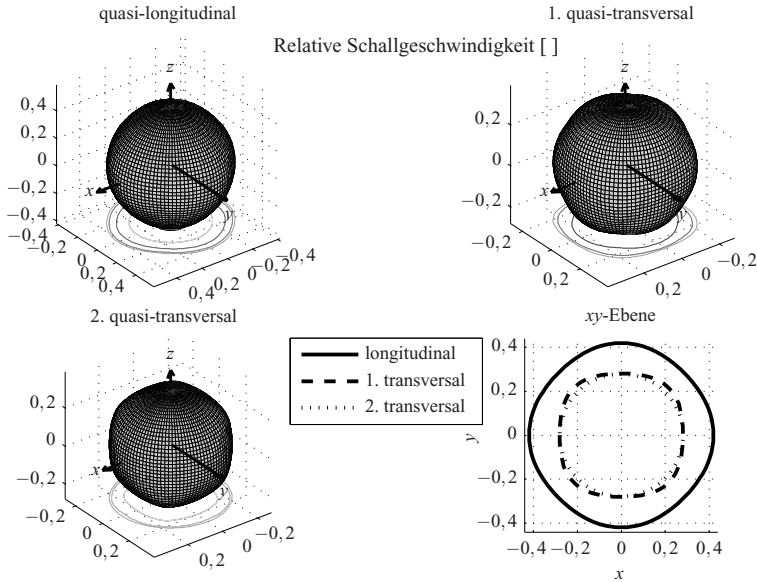 quasi-longitudinal
1. quasi-transversal
Relative Schallgeschwindigkeit [ ]
z
0,4
0,2
0
−0,2
−0,4
x
y
−0,4
−0,2
0
0,2
0,4
0,4
0,2
0
−0,2
−0,4
z
0,2
0
−0,2
x
y
−0,2
0
0,2
0,2
0
−0,2
2. quasi-transversal
z
0,2
0
−0,2
x
y
−0,2
0
0,2
0,2
0
−0,2
longitudinal
1. transversal
2. transversal
xy-Ebene
0,4
0,2
0
−0,2
−0,4
y
−0,4
−0,2
0
0,2
0,4
x